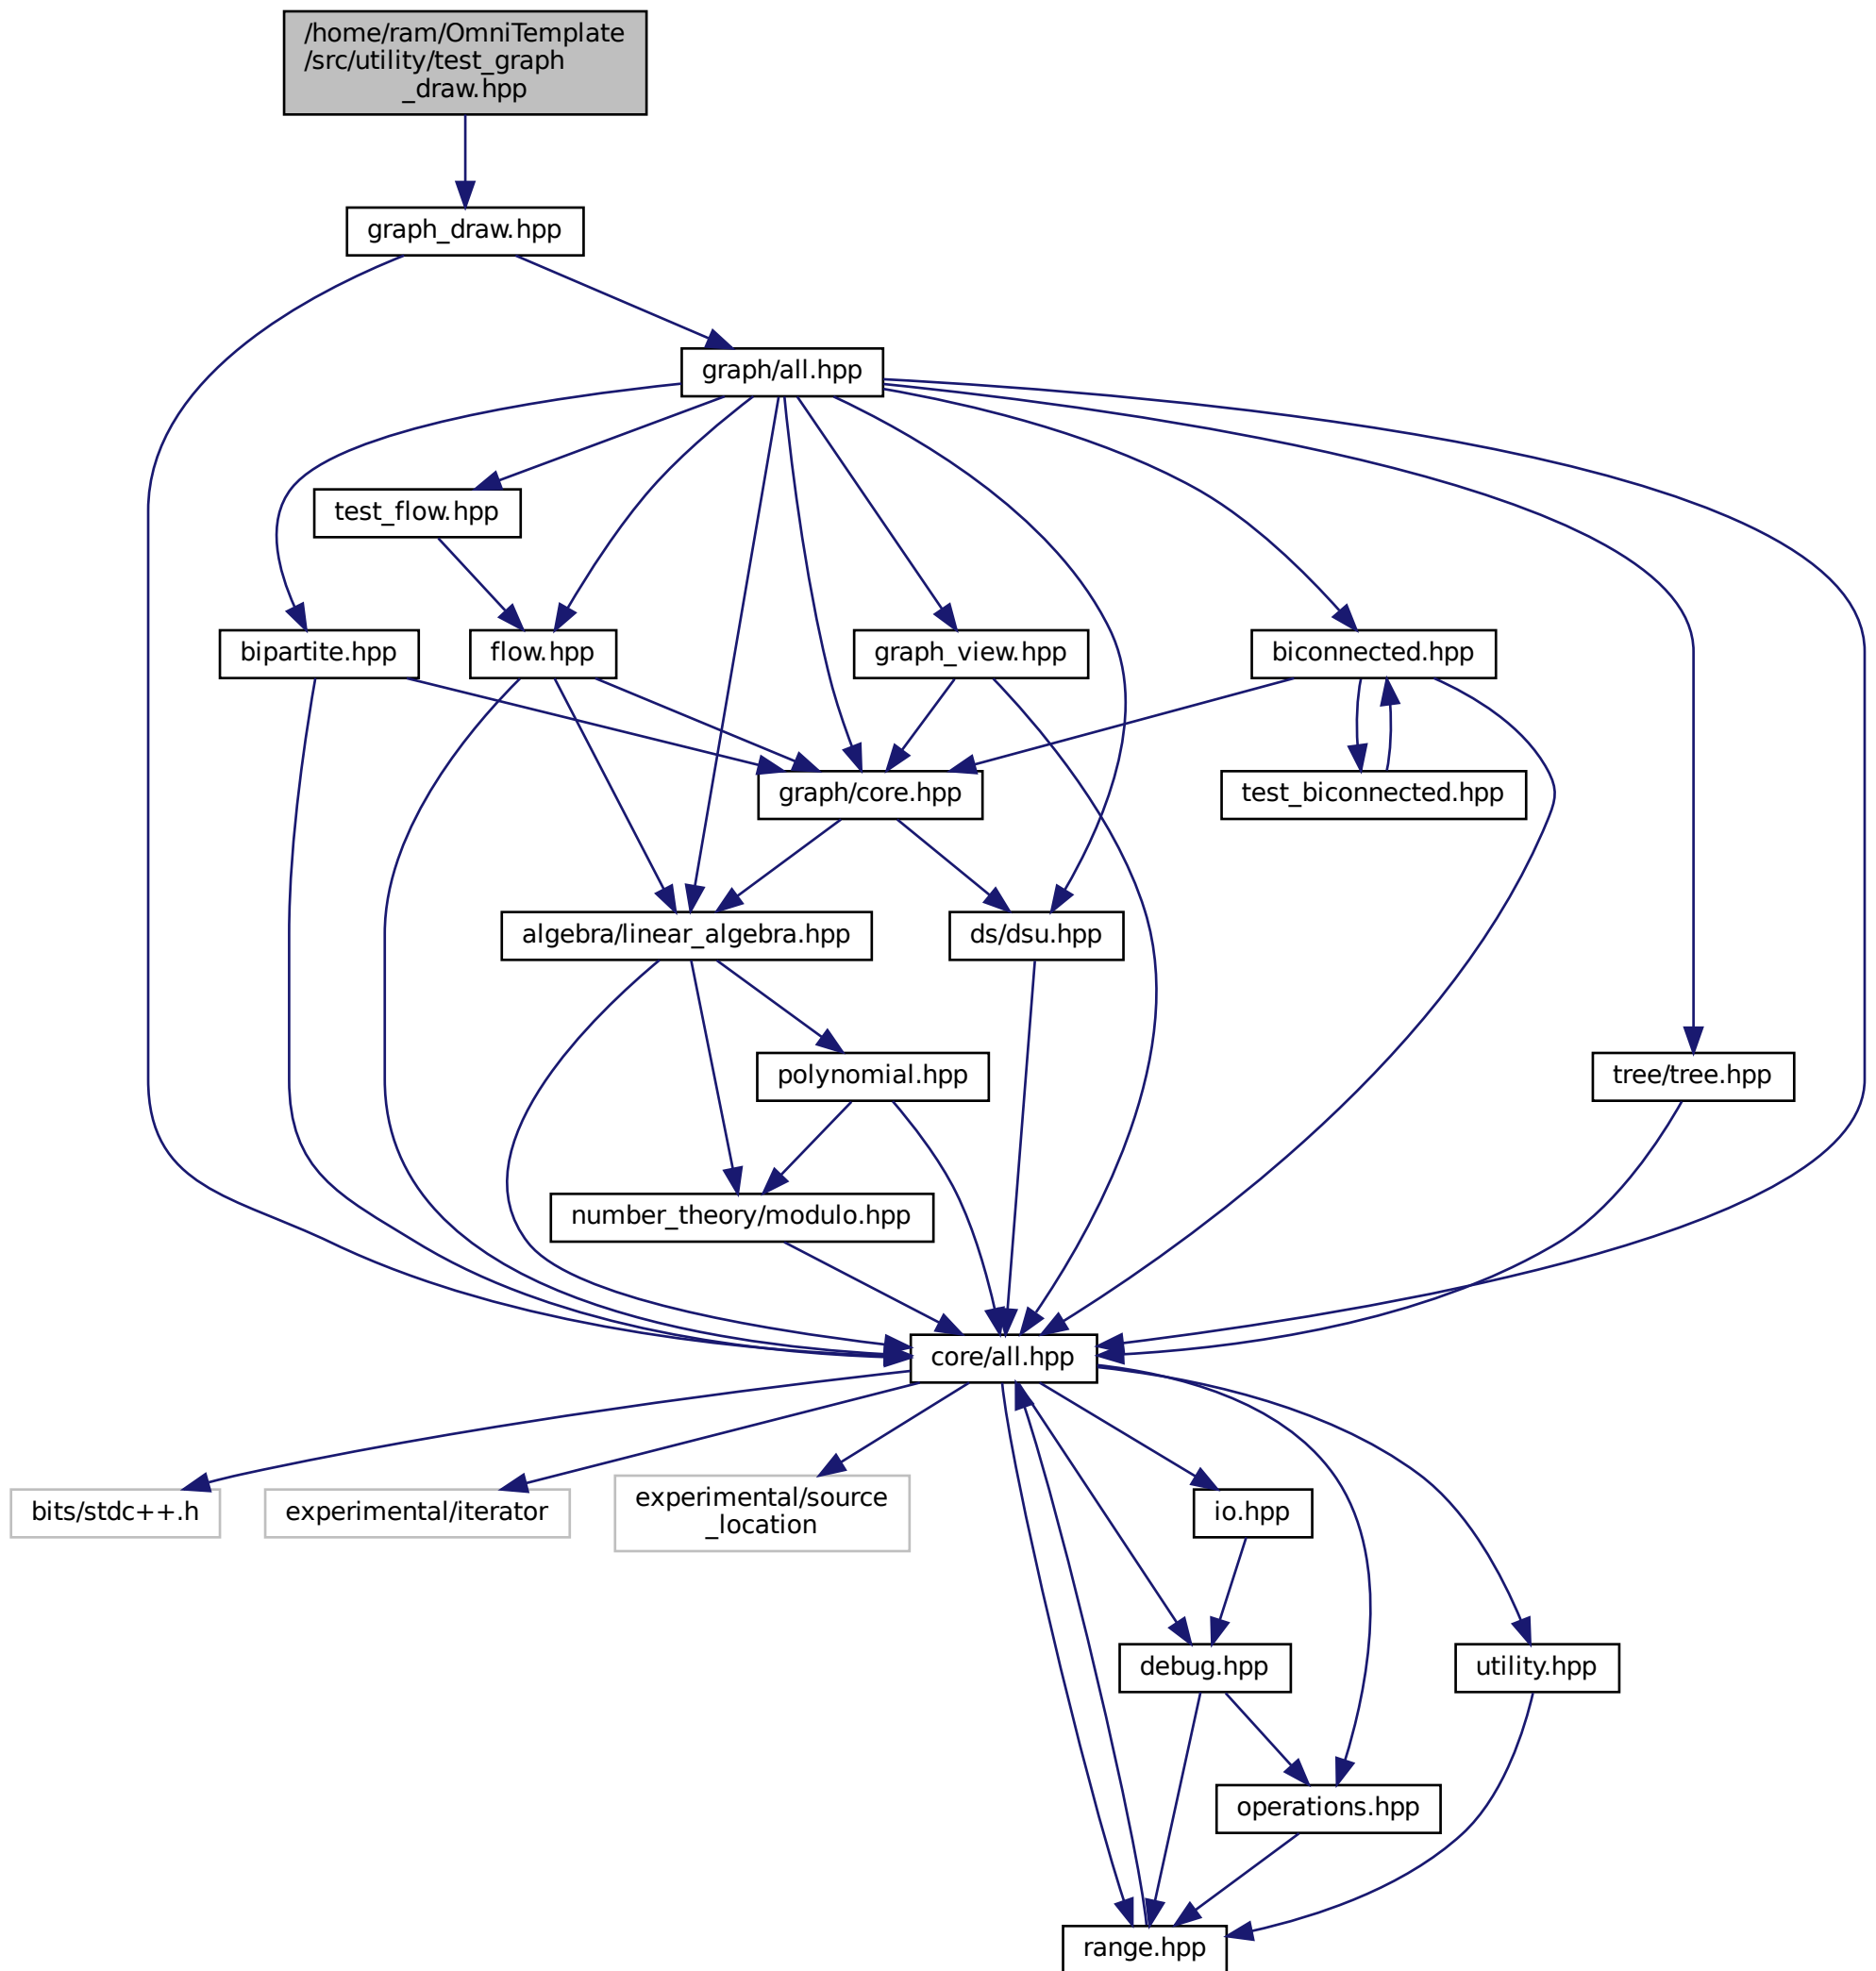 /home/ram/OmniTemplate
/src/utility/test_graph
_draw.hpp
graph_draw.hpp
graph/all.hpp
test_flow.hpp
bipartite.hpp
flow.hpp
graph_view.hpp
biconnected.hpp
graph/core.hpp
test_biconnected.hpp
algebra/linear_algebra.hpp
ds/dsu.hpp
polynomial.hpp
tree/tree.hpp
number_theory/modulo.hpp
core/all.hpp
bits/stdc++.h
experimental/iterator
experimental/source
_location
io.hpp
debug.hpp
utility.hpp
operations.hpp
range.hpp